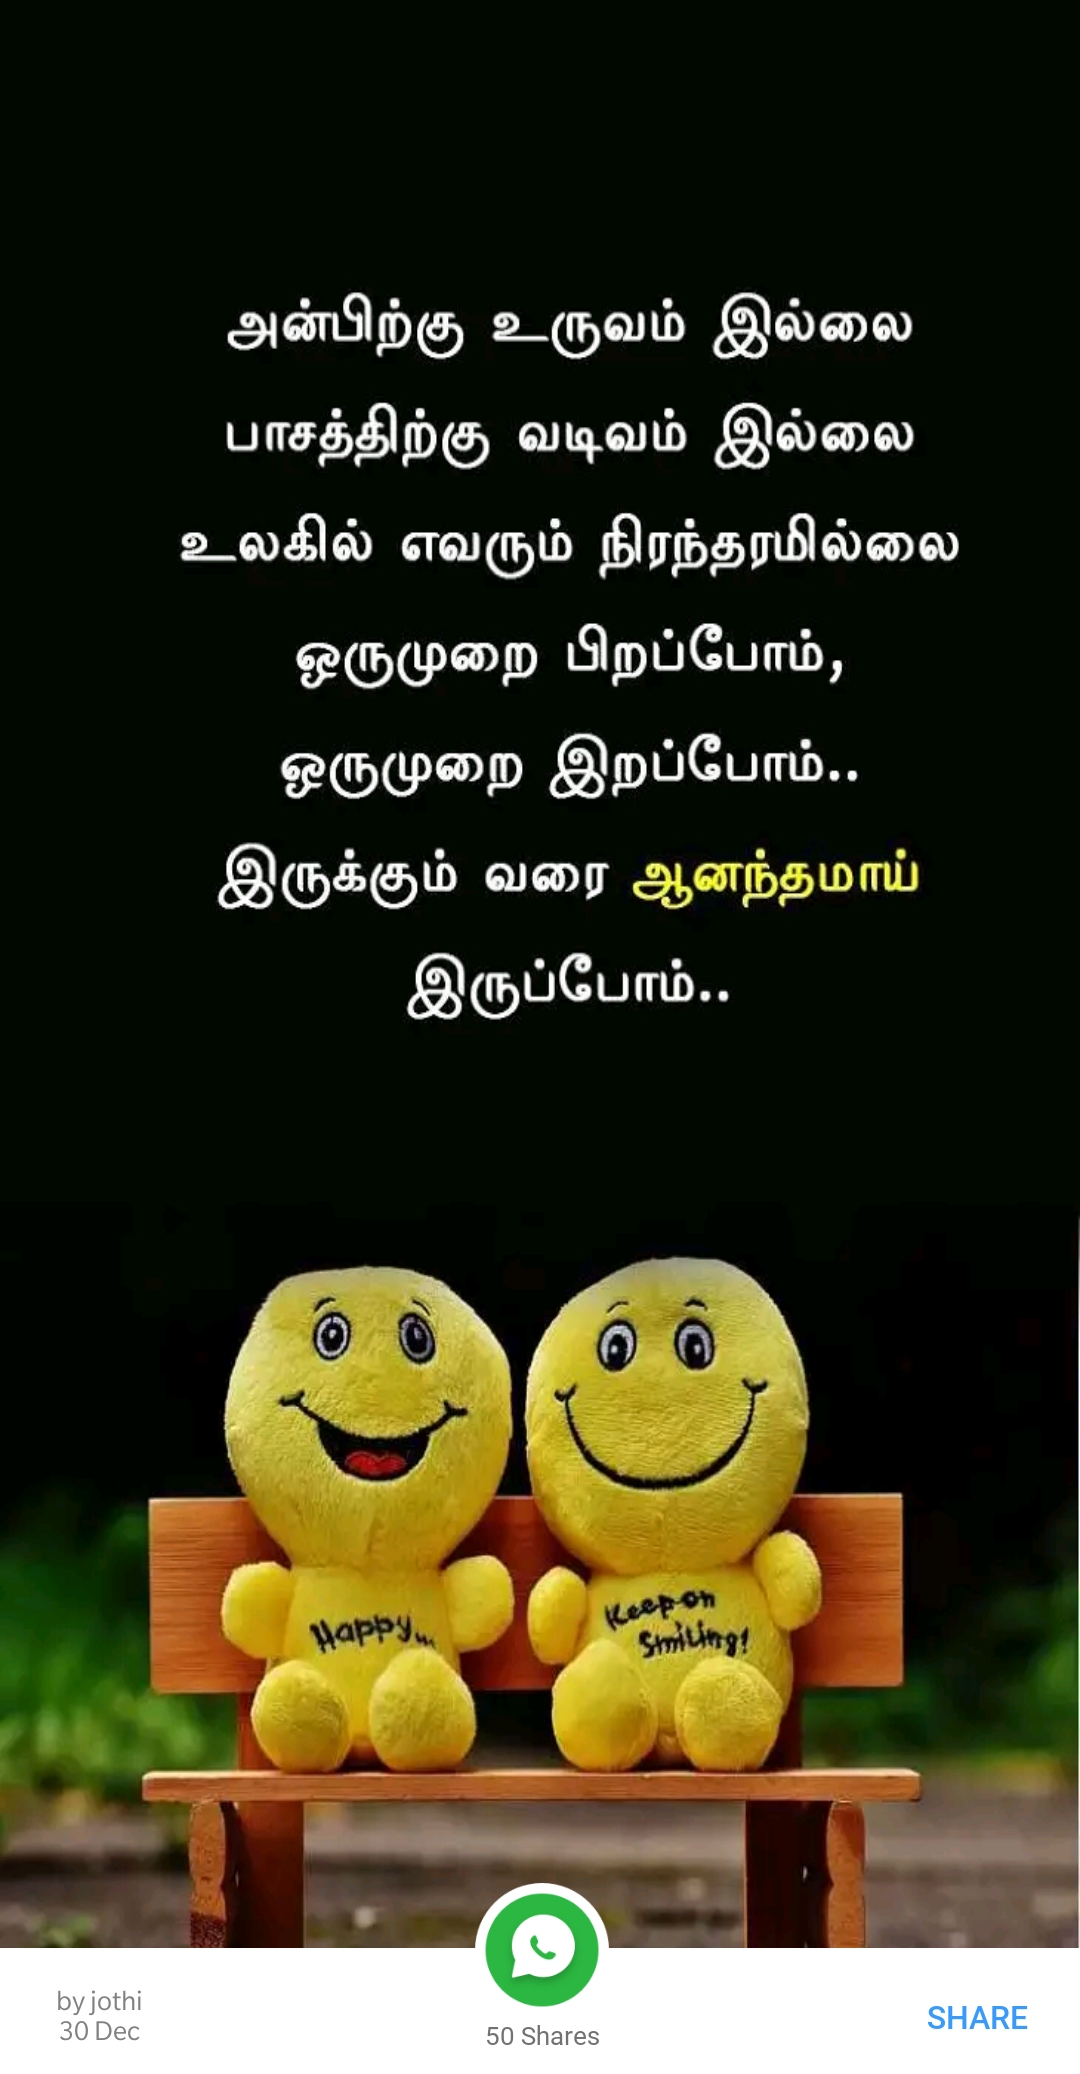 அன்பிற்கு உருவம் இல்லை
பாசத்திற்கு வடிவம் இல்லை
உலகில் எவரும் நிரந்தரமில்லை
ஒருமுறை பிறப்போம்,
ஒருமுறை இறப்போம்..
இருக்கும் வரை ஆனந்தமாய்
இருப்போம்..
Happy...
Keep on
Smiling!
by jothi
30 Dec
50 Shares
SHARE